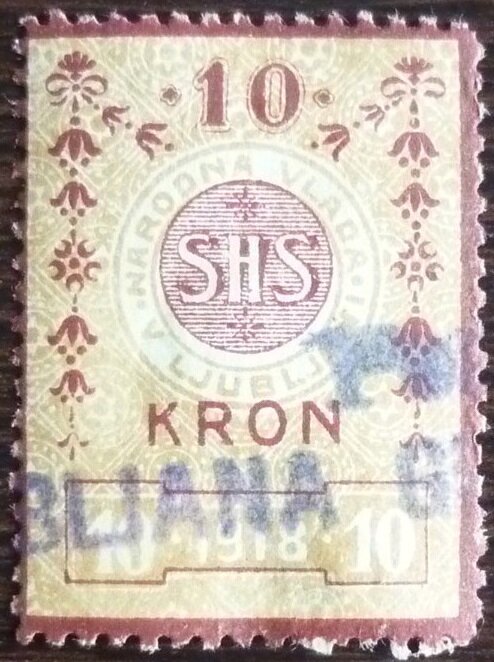 ·10·
NARODNA VLADA
SHS
V LJUBLJ
KRON
BLJANA
10 1918 10